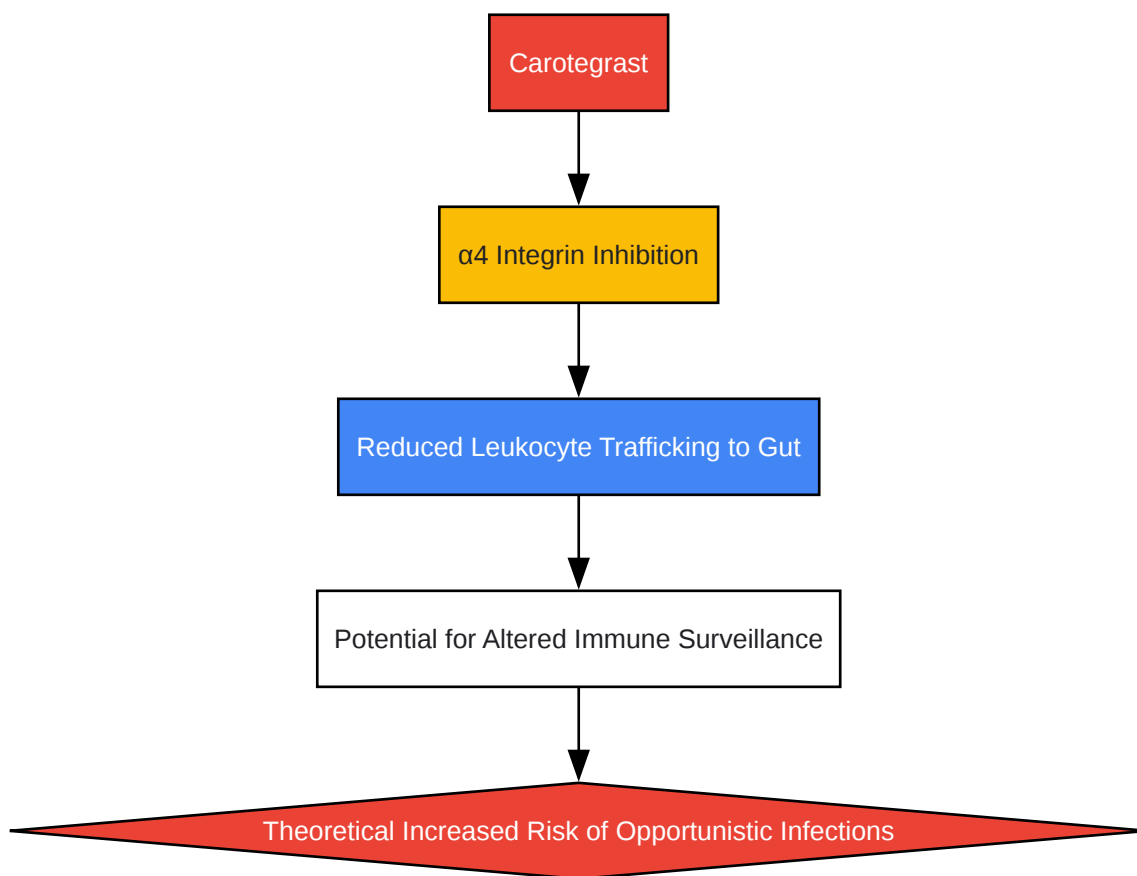 Carotegrast
α4 Integrin Inhibition
Reduced Leukocyte Trafficking to Gut
Potential for Altered Immune Surveillance
Theoretical Increased Risk of Opportunistic Infections